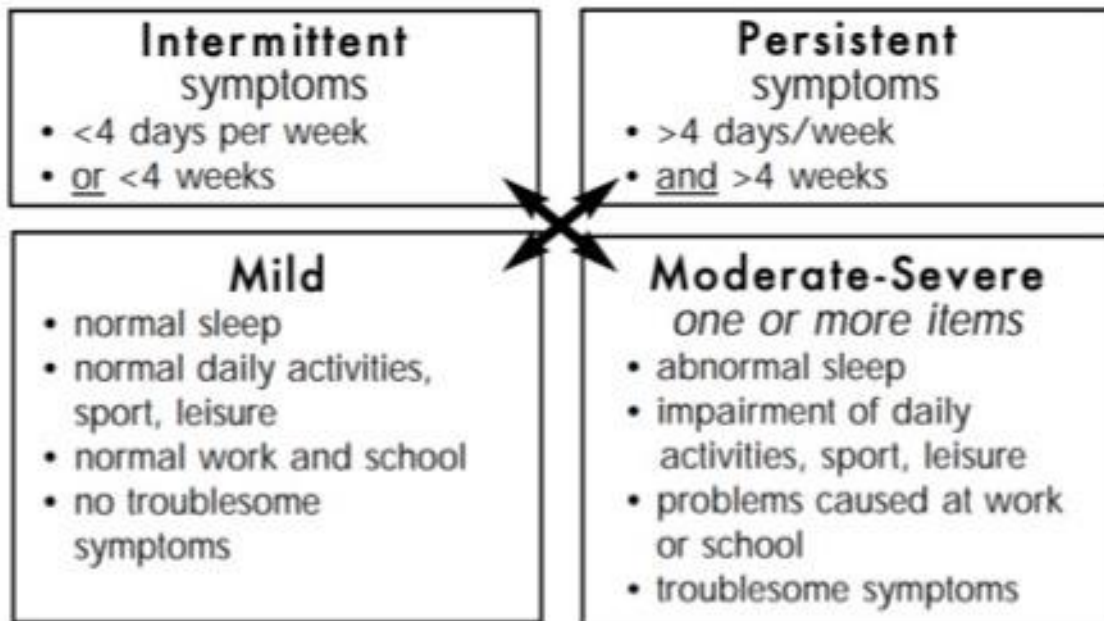 Intermittent
symptoms
• <4 days per week
• or <4 weeks
Persistent
symptoms
• >4 days/week
• and >4 weeks
Mild
• normal sleep
• normal daily activities,
sport, leisure
• normal work and school
• no troublesome
symptoms
Moderate-Severe
one or more items
• abnormal sleep
• impairment of daily
activities, sport, leisure
• problems caused at work
or school
• troublesome symptoms